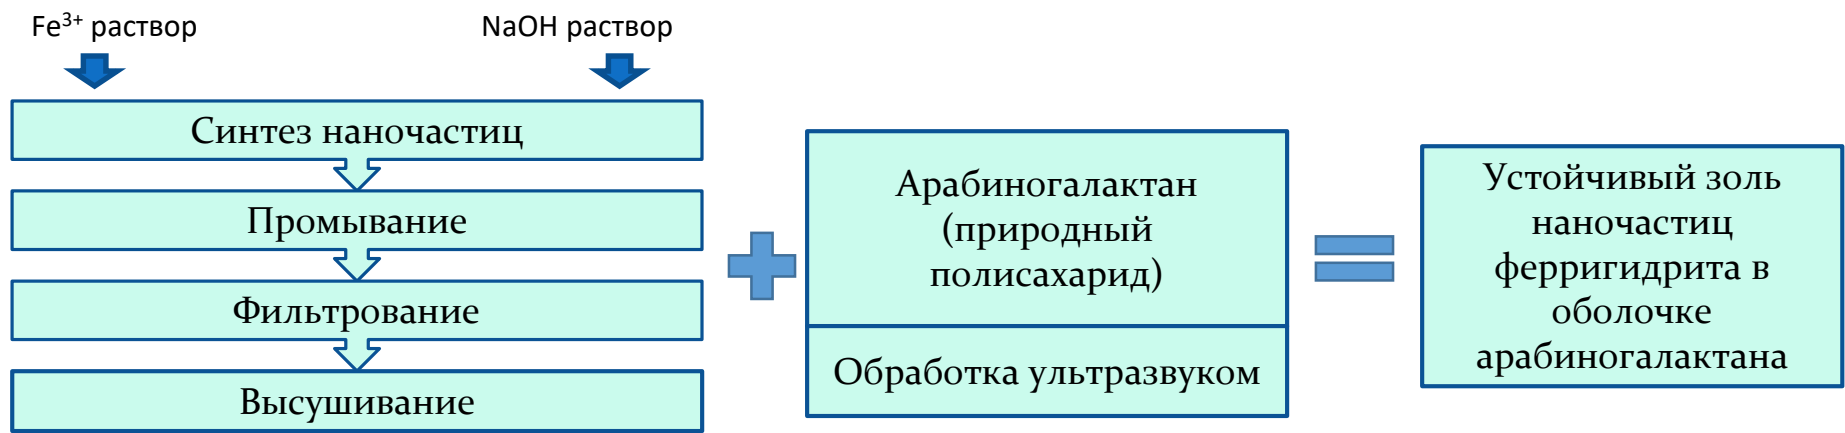 Fe³⁺ раствор
NaOH раствор
Синтез наночастиц
Промывание
Фильтрование
Высушивание
Арабиногалактан
(природный
полисахарид)
Обработка ультразвуком
Устойчивый золь
наночастиц
ферригидрита в
оболочке
арабиногалактана